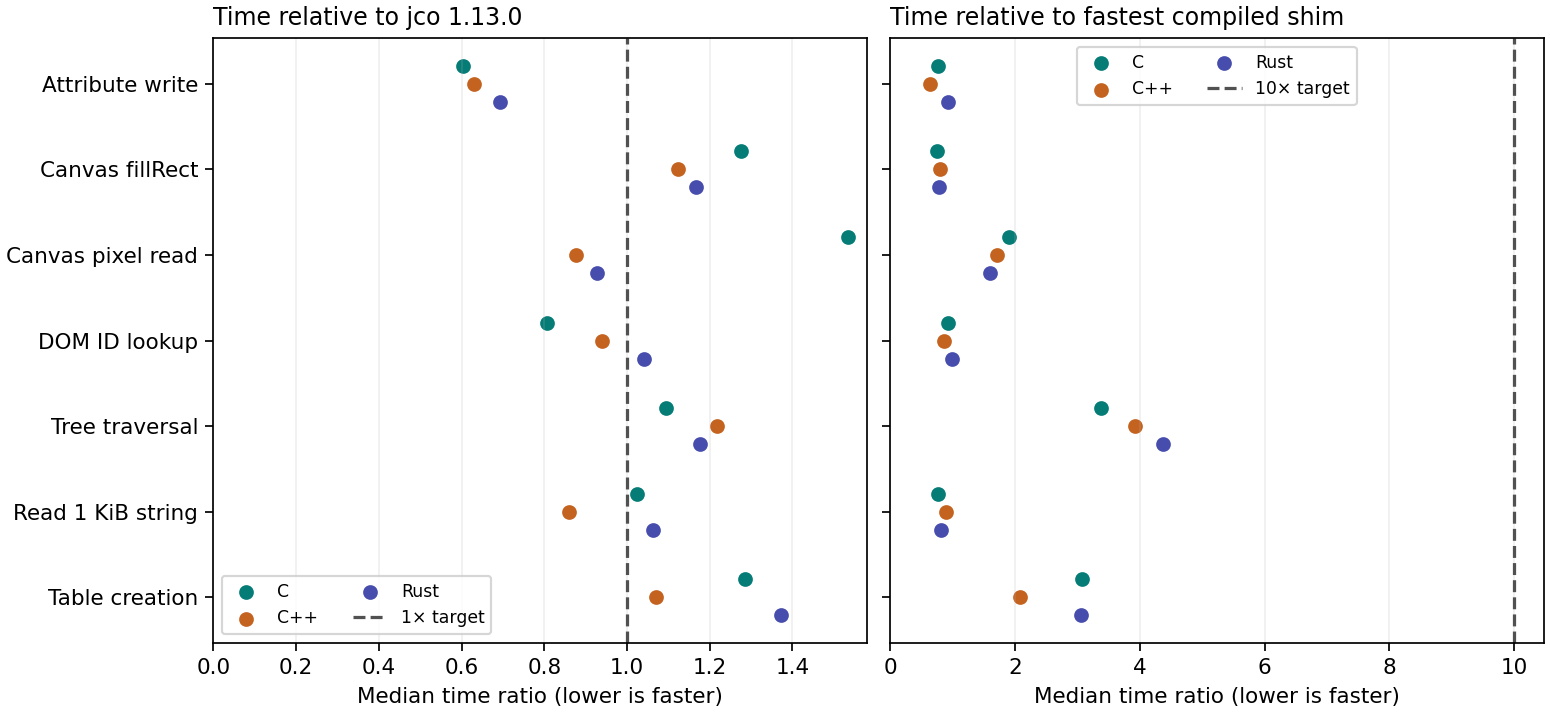 Time relative to jco 1.13.0
Attribute write
Canvas fillRect
Canvas pixel read
DOM ID lookup
Tree traversal
Read 1 KiB string
Table creation
C
C++
Rust
1× target
0.0 0.2 0.4 0.6 0.8 1.0 1.2 1.4
Median time ratio (lower is faster)
Time relative to fastest compiled shim
C
C++
Rust
10× target
0 2 4 6 8 10
Median time ratio (lower is faster)